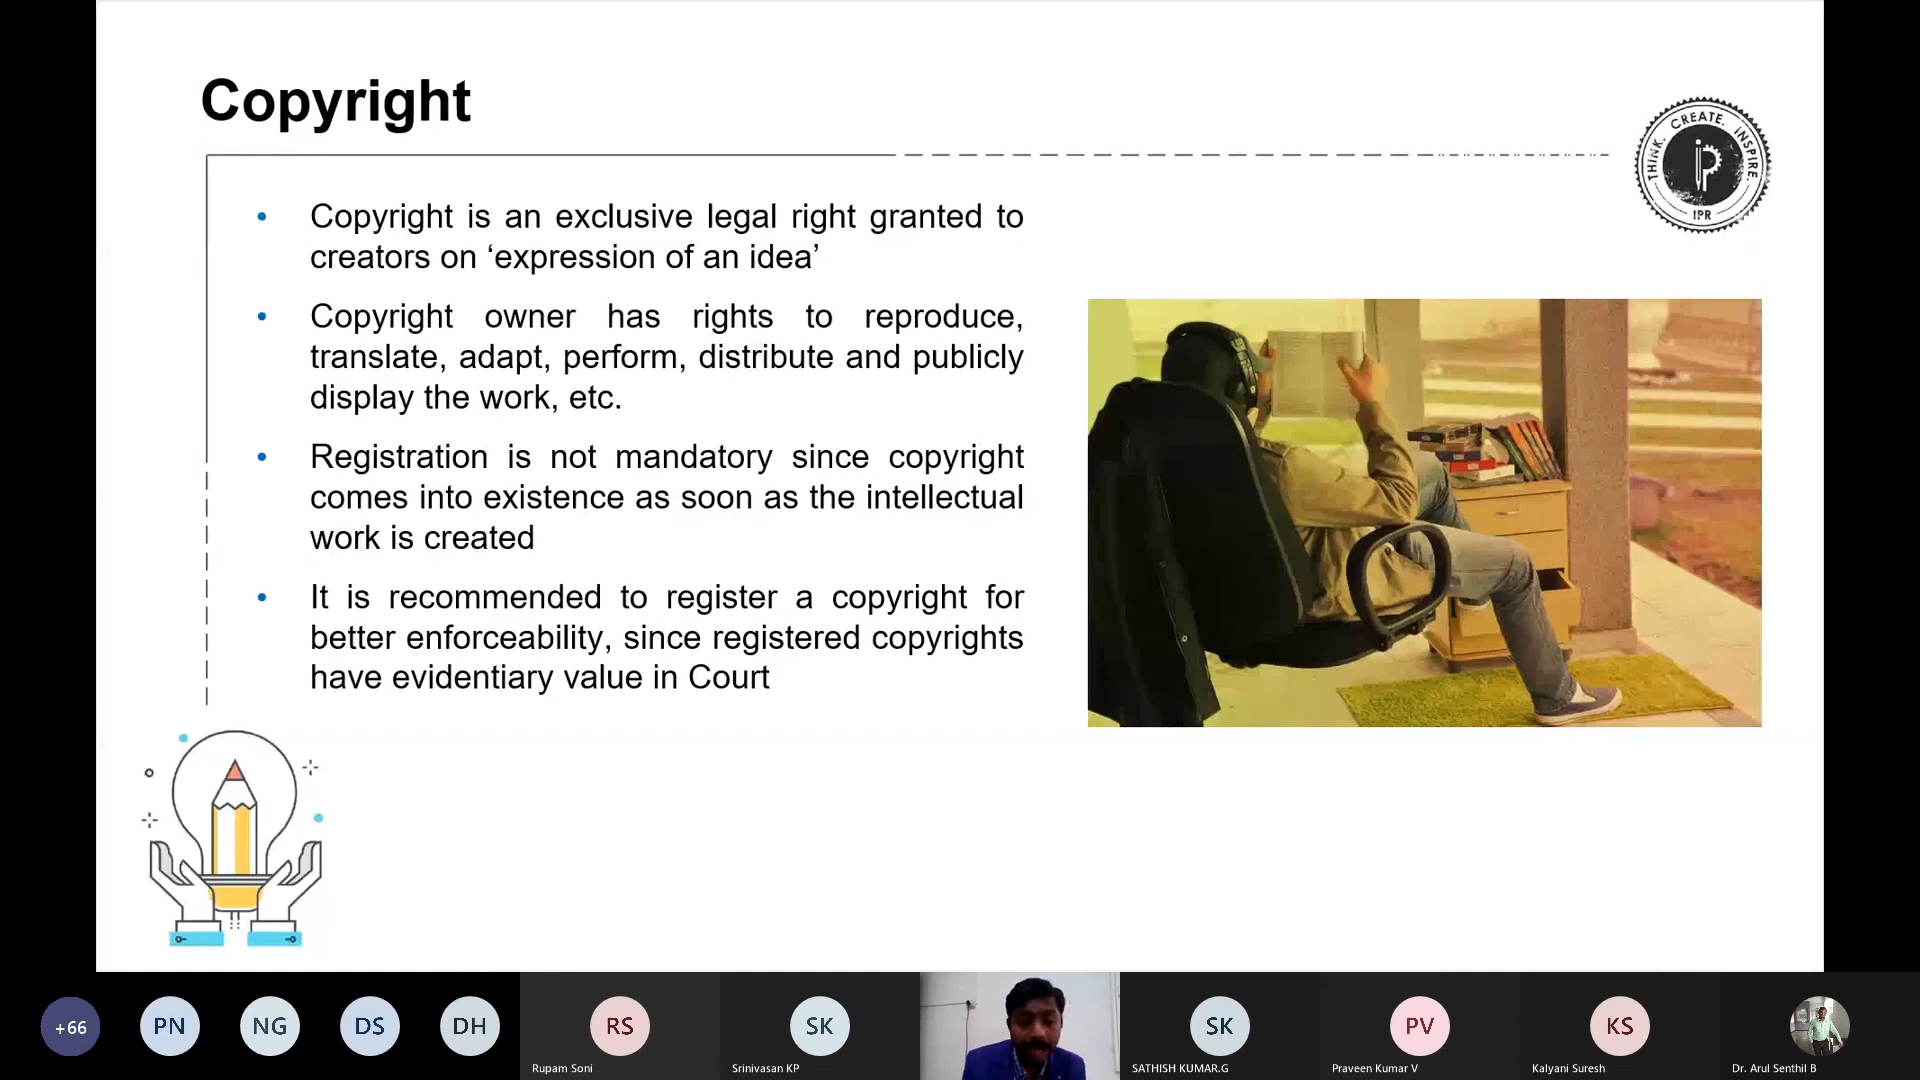 Copyright
THINK. CREATE. INSPIRE.
IPR
• Copyright is an exclusive legal right granted to
creators on ‘expression of an idea’
• Copyright owner has rights to reproduce,
translate, adapt, perform, distribute and publicly
display the work, etc.
• Registration is not mandatory since copyright
comes into existence as soon as the intellectual
work is created
• It is recommended to register a copyright for
better enforceability, since registered copyrights
have evidentiary value in Court
+66 PN NG DS DH RS SK SK PV KS
Rupam Soni Srinivasan KP SATHISH KUMAR.G Praveen Kumar V Kalyani Suresh Dr. Arul Senthil B